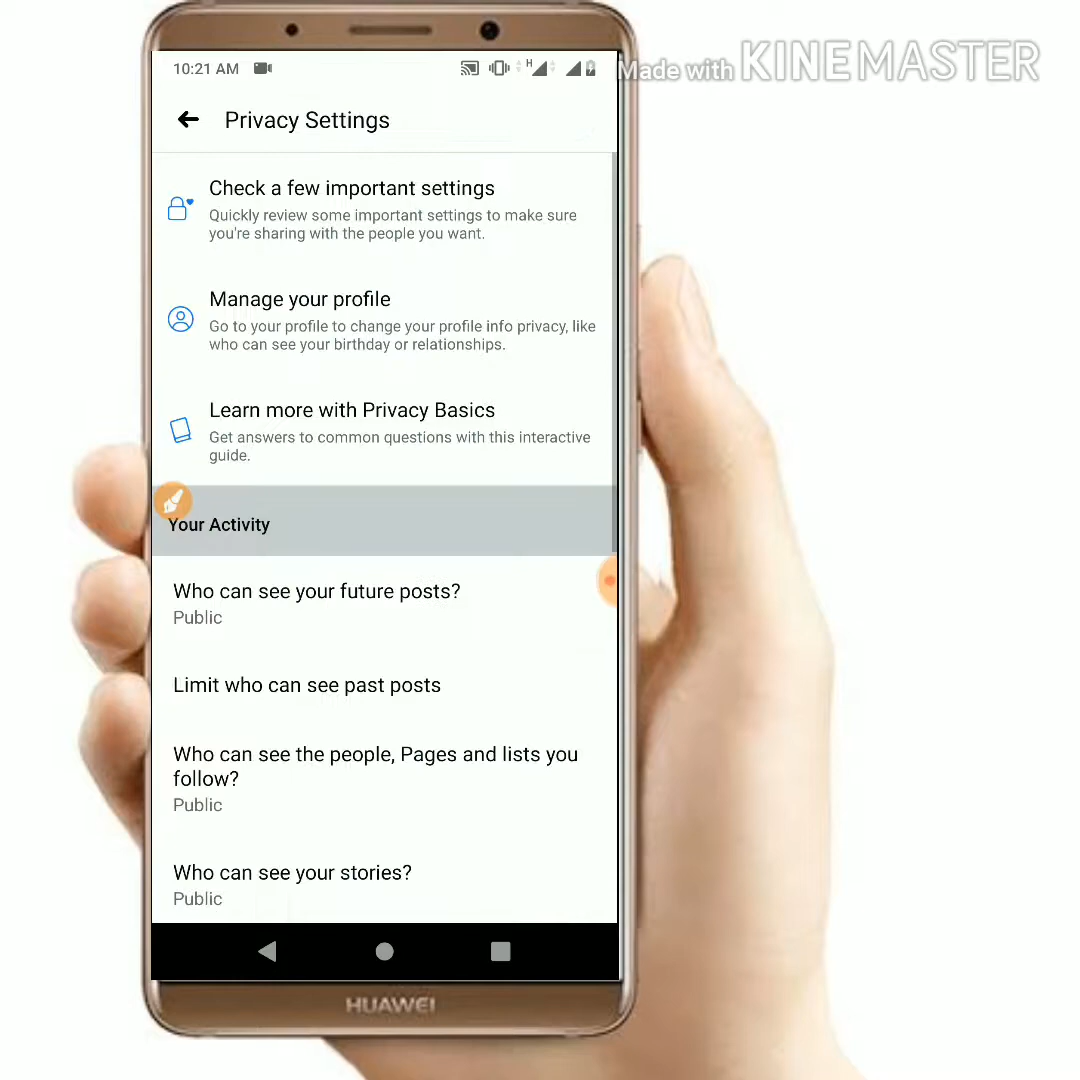 Made with KINEMASTER
10:21 AM
H
Privacy Settings
Check a few important settings
Quickly review some important settings to make sure
you're sharing with the people you want.
Manage your profile
Go to your profile to change your profile info privacy, like
who can see your birthday or relationships.
Learn more with Privacy Basics
Get answers to common questions with this interactive
guide.
Your Activity
Who can see your future posts?
Public
Limit who can see past posts
Who can see the people, Pages and lists you
follow?
Public
Who can see your stories?
Public
HUAWEI